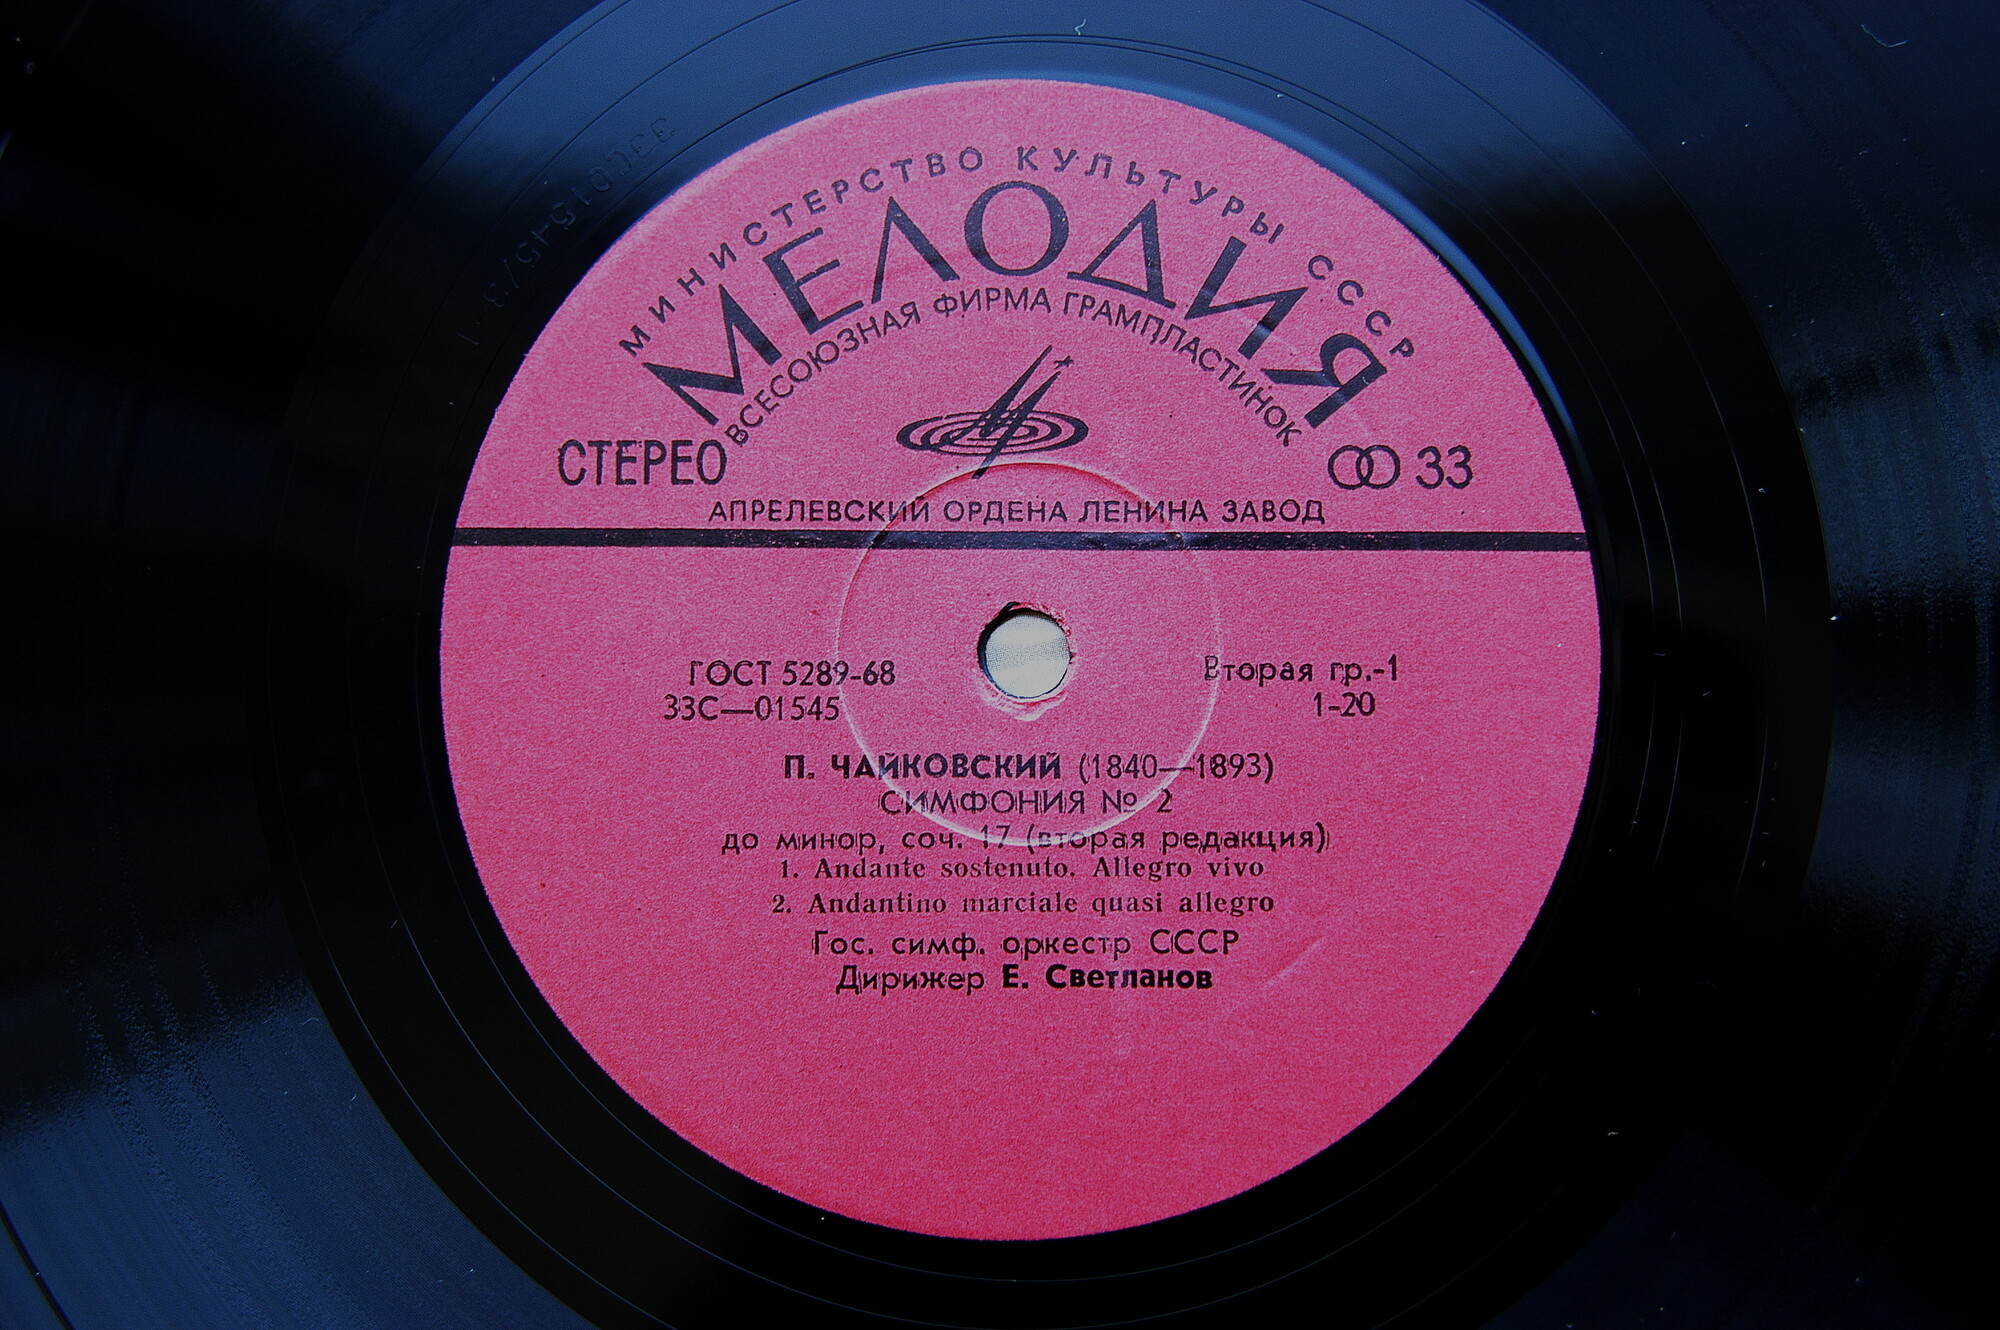 МИНИСТЕРСТВО КУЛЬТУРЫ СССР
МЕЛОДИЯ
ВСЕСОЮЗНАЯ ФИРМА ГРАМПЛАСТИНОК
СТЕРЕО
33
АПРЕЛЕВСКИЙ ОРДЕНА ЛЕНИНА ЗАВОД
ГОСТ 5289-68
33С—01545
Вторая гр.-1
1-20
П. ЧАЙКОВСКИЙ (1840—1893)
СИМФОНИЯ № 2
до минор, соч. 17 (вторая редакция)
1. Andante sostenuto. Allegro vivo
2. Andantino marciale quasi allegro
Гос. симф. оркестр СССР
Дирижер Е. Светланов